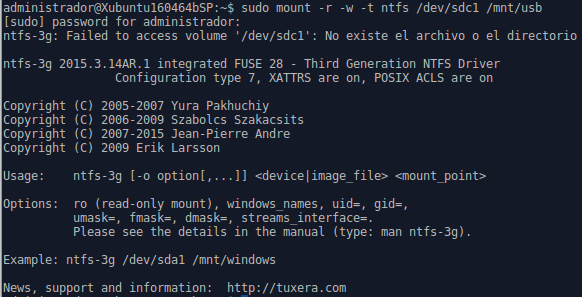 administrador@Xubuntu160464bSP:~$ sudo mount -r -w -t ntfs /dev/sdc1 /mnt/usb
[sudo] password for administrador:
ntfs-3g: Failed to access volume '/dev/sdc1': No existe el archivo o el directorio
ntfs-3g 2015.3.14AR.1 integrated FUSE 28 - Third Generation NTFS Driver
Configuration type 7, XATTRS are on, POSIX ACLS are on
Copyright (C) 2005-2007 Yura Pakhuchiy
Copyright (C) 2006-2009 Szabolcs Szakacsits
Copyright (C) 2007-2015 Jean-Pierre Andre
Copyright (C) 2009 Erik Larsson
Usage:    ntfs-3g [-o option[,...]] <device|image_file> <mount_point>
Options:  ro (read-only mount), windows_names, uid=, gid=,
umask=, fmask=, dmask=, streams_interface=.
Please see the details in the manual (type: man ntfs-3g).
Example: ntfs-3g /dev/sda1 /mnt/windows
News, support and information:  http://tuxera.com